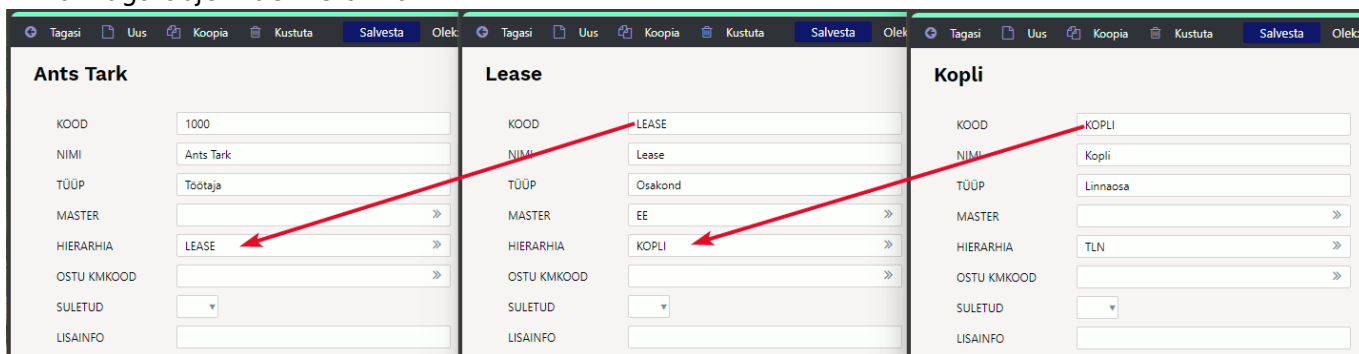 Tagasi Uus Koopia Kustuta Salvesta Olek:
Ants Tark
KOOD 1000
NIMI Ants Tark
TÜÜP Töötaja
MASTER
HIERARHIA LEASE
OSTU KMKOOD
SULETUD
LISAINFO
Tagasi Uus Koopia Kustuta Salvesta Olek
Lease
KOOD LEASE
NIMI Lease
TÜÜP Osakond
MASTER EE
HIERARHIA KOPLI
OSTU KMKOOD
SULETUD
LISAINFO
Tagasi Uus Koopia Kustuta Salvesta Olek:
Kopli
KOOD KOPLI
NIMI Kopli
TÜÜP Linnaosa
MASTER
HIERARHIA TLN
OSTU KMKOOD
SULETUD
LISAINFO